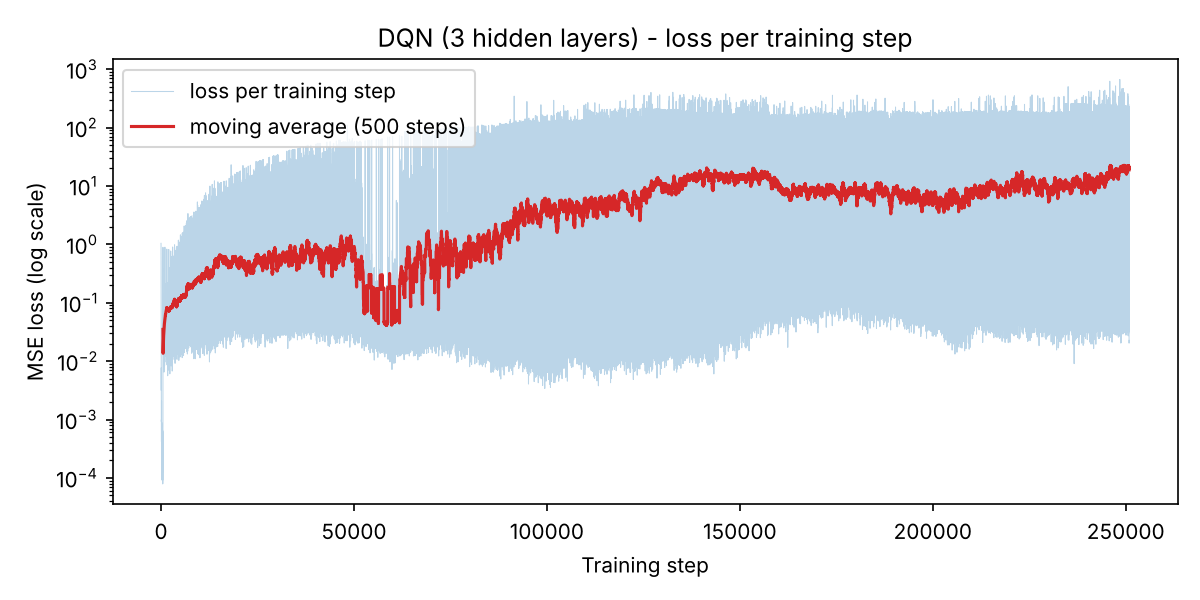 DQN (3 hidden layers) - loss per training step
loss per training step
moving average (500 steps)
MSE loss (log scale)
10³
10²
10¹
10⁰
10⁻¹
10⁻²
10⁻³
10⁻⁴
0 50000 100000 150000 200000 250000
Training step